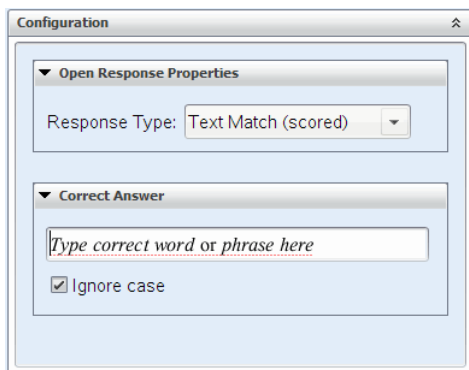 Configuration
Open Response Properties
Response Type: Text Match (scored)
Correct Answer
Type correct word or phrase here
Ignore case